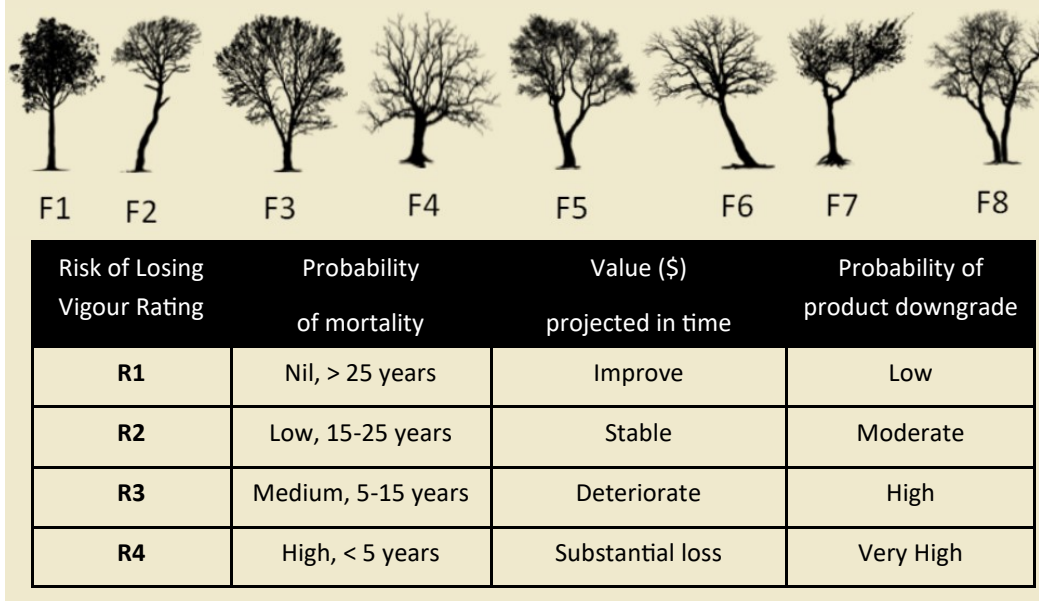 F1 F2 F3 F4 F5 F6 F7 F8
Risk of Losing Vigour Rating
Probability of mortality
Value ($) projected in time
Probability of product downgrade
R1 Nil, > 25 years Improve Low
R2 Low, 15-25 years Stable Moderate
R3 Medium, 5-15 years Deteriorate High
R4 High, < 5 years Substantial loss Very High